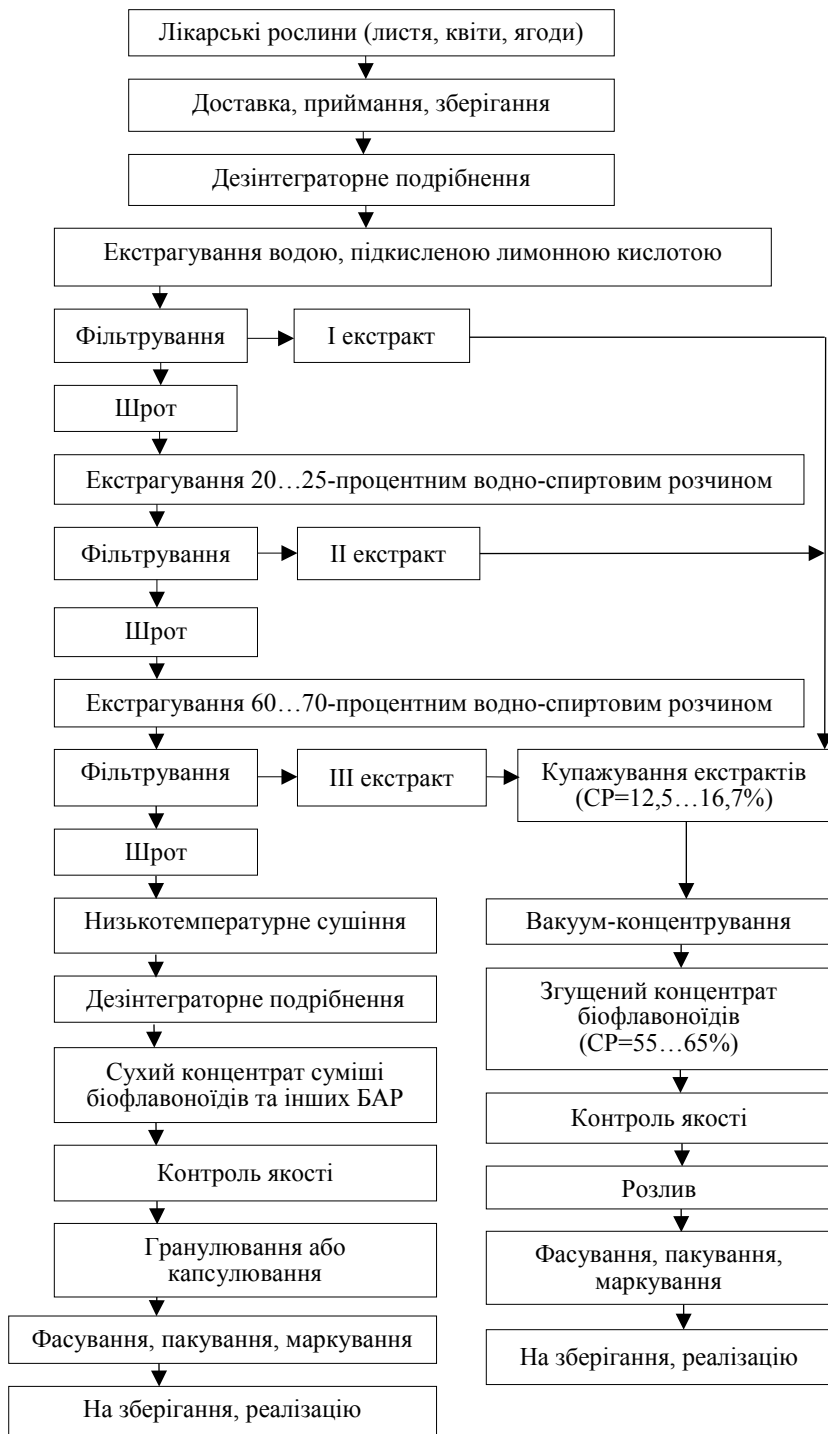 Лікарські рослини (листя, квіти, ягоди)
Доставка, приймання, зберігання
Дезінтеграторне подрібнення
Екстрагування водою, підкисленою лимонною кислотою
Фільтрування
І екстракт
Шрот
Екстрагування 20…25-процентним водно-спиртовим розчином
Фільтрування
ІІ екстракт
Шрот
Екстрагування 60…70-процентним водно-спиртовим розчином
Фільтрування
ІІІ екстракт
Купажування екстрактів
(СР=12,5…16,7%)
Шрот
Низькотемпературне сушіння
Дезінтераторне подрібнення
Сухий концентрат суміші
біофлавоноїдів та інших БАР
Контроль якості
Гранулювання або
капсулювання
Фасування, пакування, маркування
На зберігання, реалізацію
Вакуум-концентрування
Згущений концентрат
біофлавоноїдів
(СР=55…65%)
Контроль якості
Розлив
Фасування, пакування,
маркування
На зберігання, реалізацію